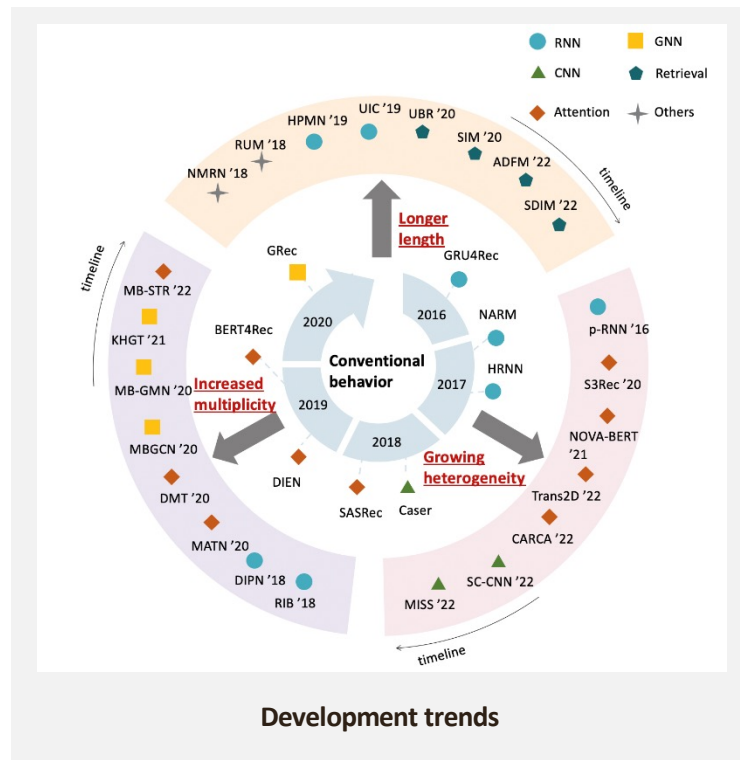 RNN
GNN
CNN
Retrieval
Attention
Others
NMRN ’18
RUM ’18
HPMN ’19
UIC ’19
UBR ’20
SIM ’20
ADFM ’22
SDIM ’22
timeline
Longer
length
GRec
GRU4Rec
NARM
HRNN
2016
2017
2018
2019
2020
Conventional
behavior
BERT4Rec
DIEN
SASRec
Caser
Increased
multiplicity
Growing
heterogeneity
p-RNN ’16
S3Rec ’20
NOVA-BERT
’21
Trans2D ’22
CARCA ’22
SC-CNN ’22
MISS ’22
timeline
timeline
MB-STR ’22
KHGT ’21
MB-GMN ’20
MBGCN ’20
DMT ’20
MATN ’20
DIPN ’18
RIB ’18
Development trends